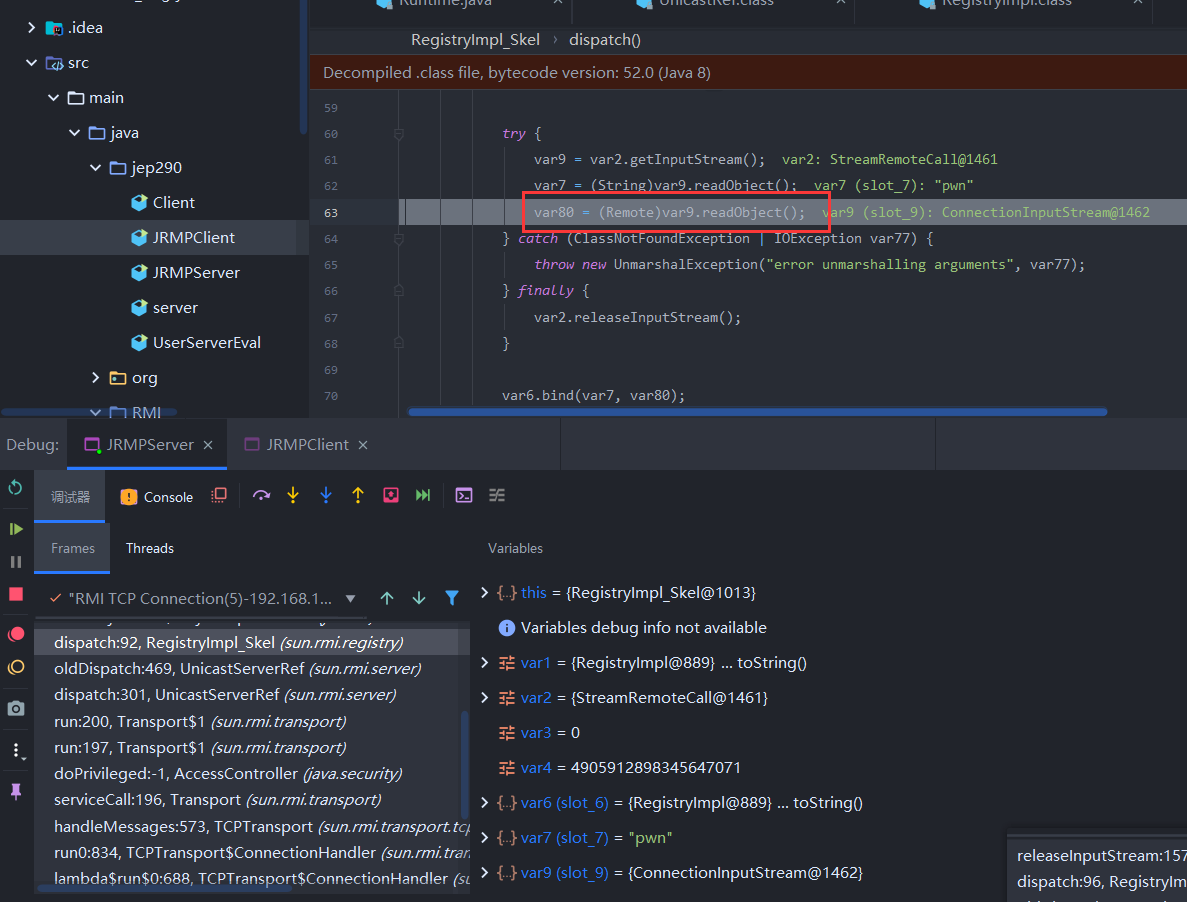 Runtime.java
UnicastRef.class
RegistryImpl.class
.idea
src
main
java
jep290
Client
JRMPClient
JRMPServer
server
UserServerEval
org
RMI
RegistryImpl_Skel › dispatch()
Decompiled .class file, bytecode version: 52.0 (Java 8)
59
60 try {
61 var9 = var2.getInputStream(); var2: StreamRemoteCall@1461
62 var7 = (String)var9.readObject(); var7 (slot_7): "pwn"
63 var80 = (Remote)var9.readObject(); var9 (slot_9): ConnectionInputStream@1462
64 } catch (ClassNotFoundException | IOException var77) {
65 throw new UnmarshalException("error unmarshalling arguments", var77);
66 } finally {
67 var2.releaseInputStream();
68 }
69
70 var6.bind(var7, var80);
Debug: JRMPServer × JRMPClient ×
调试器 Console
Frames Threads
"RMI TCP Connection(5)-192.168.1...
dispatch:92, RegistryImpl_Skel (sun.rmi.registry)
oldDispatch:469, UnicastServerRef (sun.rmi.server)
dispatch:301, UnicastServerRef (sun.rmi.server)
run:200, Transport$1 (sun.rmi.transport)
run:197, Transport$1 (sun.rmi.transport)
doPrivileged:-1, AccessController (java.security)
serviceCall:196, Transport (sun.rmi.transport)
handleMessages:573, TCPTransport (sun.rmi.transport.tcp
run0:834, TCPTransport$ConnectionHandler (sun.rmi.tran
lambda$run$0:688, TCPTransport$ConnectionHandler (su
Variables
this = {RegistryImpl_Skel@1013}
Variables debug info not available
var1 = {RegistryImpl@889} ... toString()
var2 = {StreamRemoteCall@1461}
var3 = 0
var4 = 4905912898345647071
var6 (slot_6) = {RegistryImpl@889} ... toString()
var7 (slot_7) = "pwn"
var9 (slot_9) = {ConnectionInputStream@1462}
releaseInputStream:157
dispatch:96, RegistryIm